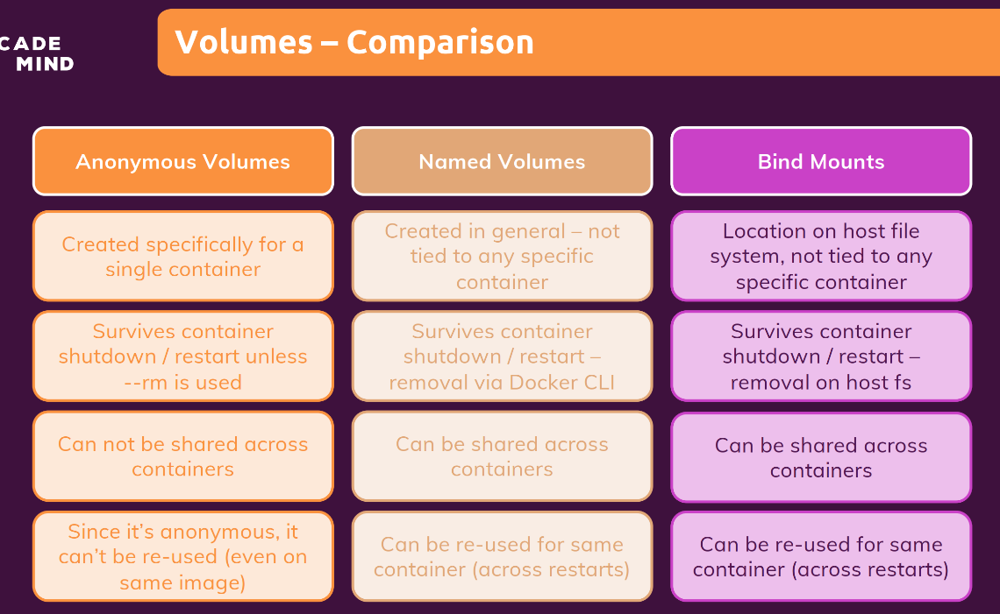 CADE
MIND
Volumes – Comparison
Anonymous Volumes
Named Volumes
Bind Mounts
Created specifically for a
single container
Created in general – not
tied to any specific
container
Location on host file
system, not tied to any
specific container
Survives container
shutdown / restart unless
--rm is used
Survives container
shutdown / restart –
removal via Docker CLI
Survives container
shutdown / restart –
removal on host fs
Can not be shared across
containers
Can be shared across
containers
Can be shared across
containers
Since it’s anonymous, it
can’t be re-used (even on
same image)
Can be re-used for same
container (across restarts)
Can be re-used for same
container (across restarts)